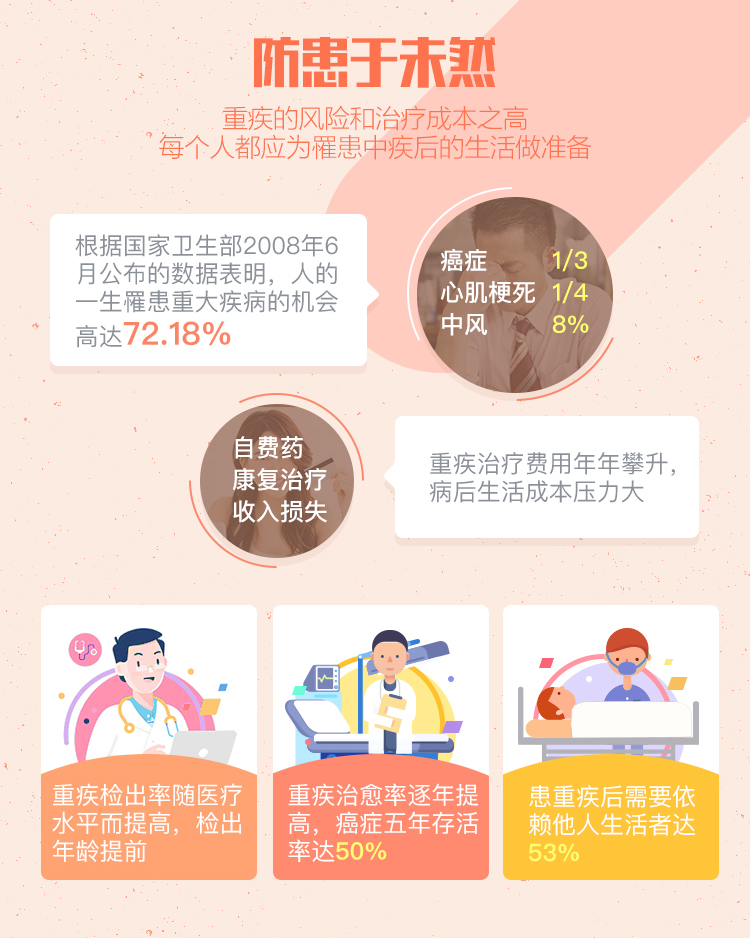 防患于未然
重疾的风险和治疗成本之高
每个人都应为罹患中疾后的生活做准备
根据国家卫生部2008年6
月公布的数据表明，人的
一生罹患重大疾病的机会
高达72.18%
癌症 1/3
心肌梗死 1/4
中风 8%
自费药
康复治疗
收入损失
重疾治疗费用年年攀升，
病后生活成本压力大
重疾检出率随医疗
水平而提高，检出
年龄提前
重疾治愈率逐年提
高，癌症五年存活
率达50%
患重疾后需要依
赖他人生活者达
53%